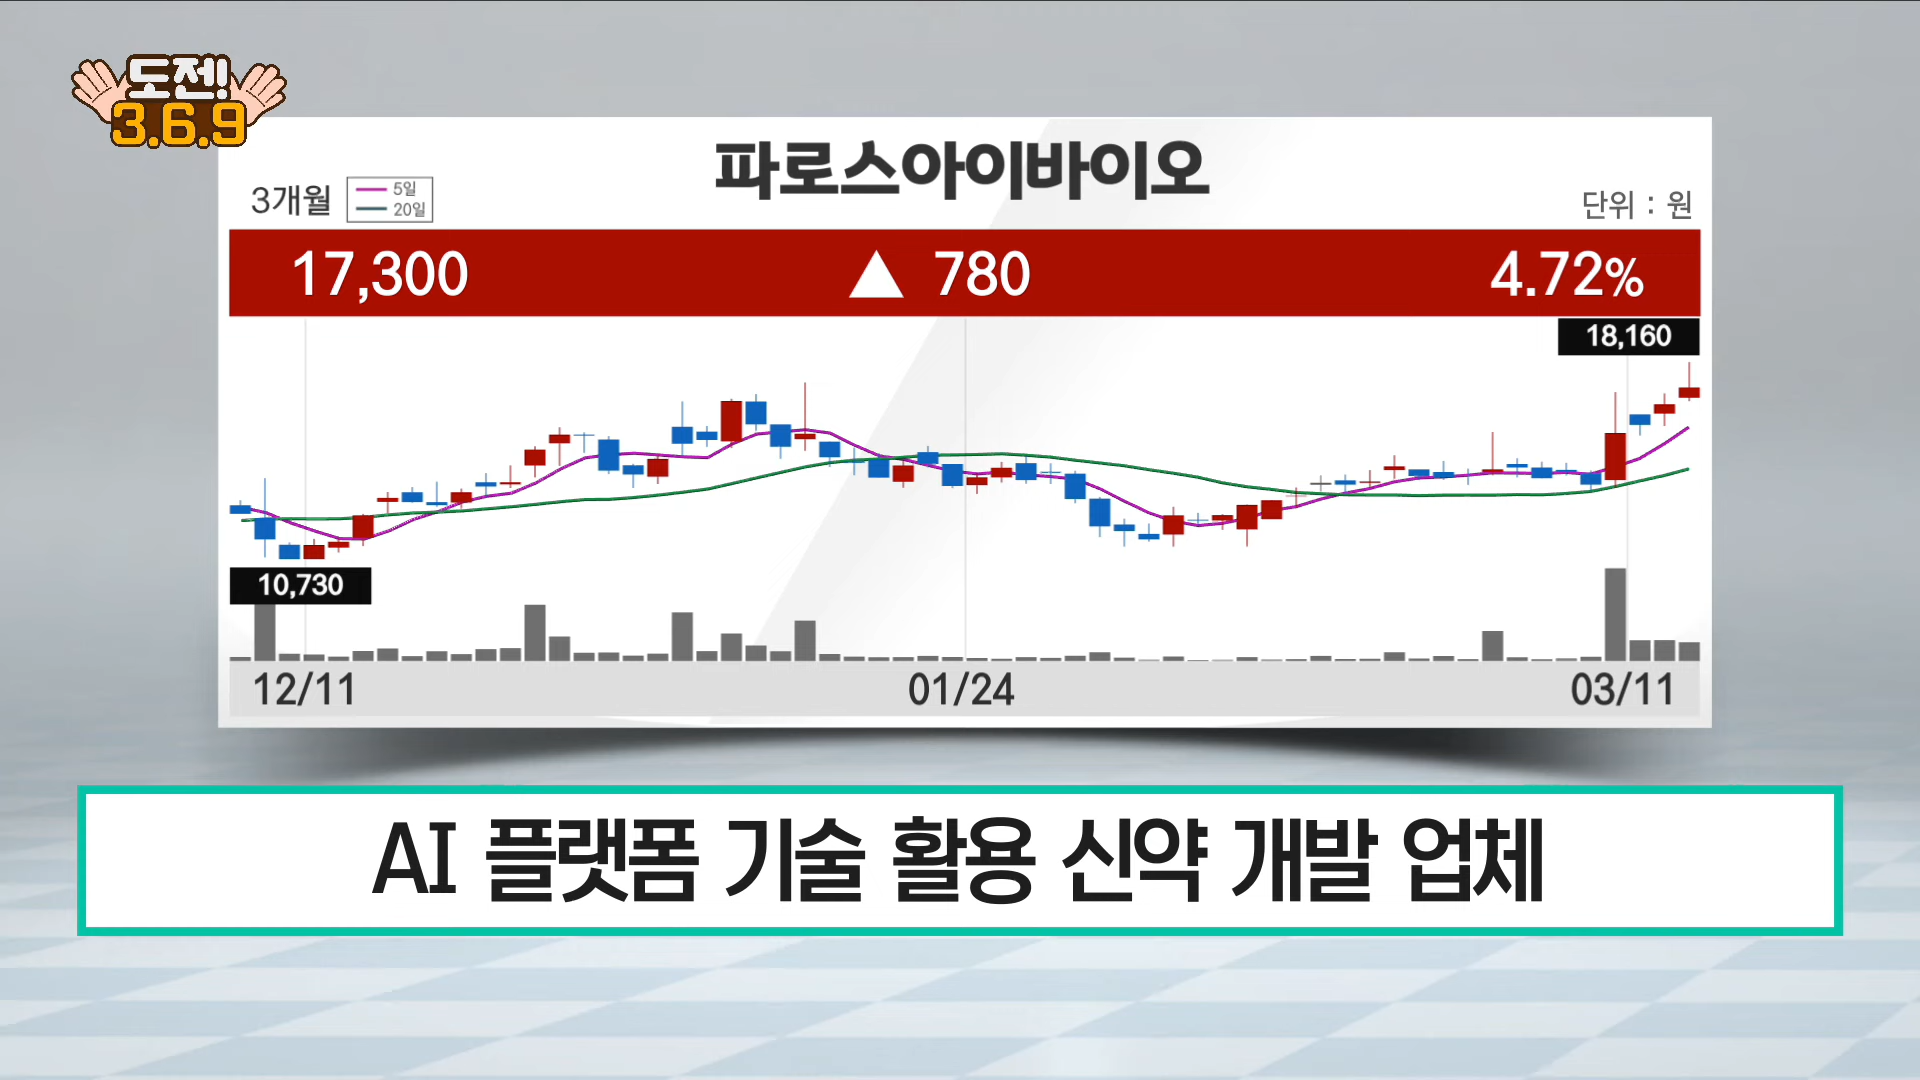 도전!
3.6.9
파로스아이바이오
3개월
5일
20일
단위 : 원
17,300 ▲ 780 4.72%
18,160
10,730
12/11 01/24 03/11
AI 플랫폼 기술 활용 신약 개발 업체